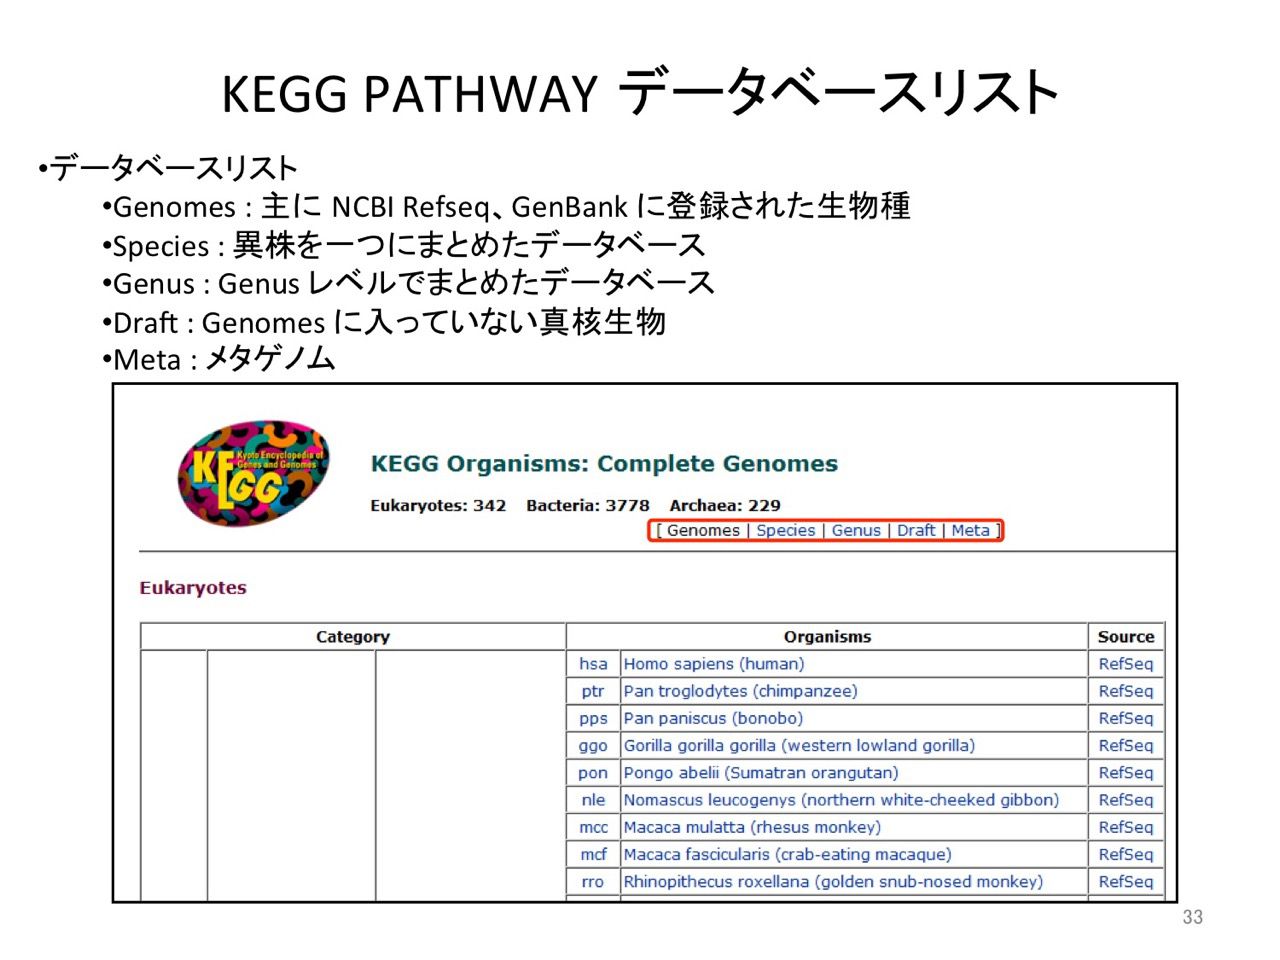 KEGG PATHWAY データベースリスト
•データベースリスト
•Genomes : 主に NCBI Refseq、GenBank に登録された生物種
•Species : 異株を一つにまとめたデータベース
•Genus : Genus レベルでまとめたデータベース
•Draft : Genomes に入っていない真核生物
•Meta : メタゲノム
KEGG
Kyoto Encyclopedia of
Genes and Genomes
KEGG Organisms: Complete Genomes
Eukaryotes: 342 Bacteria: 3778 Archaea: 229
[ Genomes | Species | Genus | Draft | Meta ]
Eukaryotes
Category Organisms Source
hsa Homo sapiens (human) RefSeq
ptr Pan troglodytes (chimpanzee) RefSeq
pps Pan paniscus (bonobo) RefSeq
ggo Gorilla gorilla gorilla (western lowland gorilla) RefSeq
pon Pongo abelii (Sumatran orangutan) RefSeq
nle Nomascus leucogenys (northern white-cheeked gibbon) RefSeq
mcc Macaca mulatta (rhesus monkey) RefSeq
mcf Macaca fascicularis (crab-eating macaque) RefSeq
rro Rhinopithecus roxellana (golden snub-nosed monkey) RefSeq
33